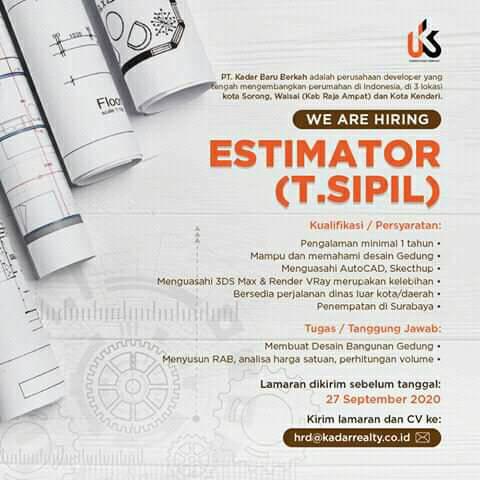 UKS
PT. Kadar Baru Berkah adalah perusahaan developer yang
tengah mengembangkan perumahan di Indonesia, di 3 lokasi
kota Sorong, Waisai (Kab Raja Ampat) dan Kota Kendari.
WE ARE HIRING
ESTIMATOR
(T.SIPIL)
Kualifikasi / Persyaratan:
Pengalaman minimal 1 tahun •
Mampu dan memahami desain Gedung •
Menguasahi AutoCAD, Skecthup •
Menguasahi 3DS Max & Render VRay merupakan kelebihan •
Bersedia perjalanan dinas luar kota/daerah •
Penempatan di Surabaya •
Tugas / Tanggung Jawab:
Membuat Desain Bangunan Gedung •
Menyusun RAB, analisa harga satuan, perhitungan volume •
Lamaran dikirim sebelum tanggal:
27 September 2020
Kirim lamaran dan CV ke:
hrd@kadarrealty.co.id
Floor